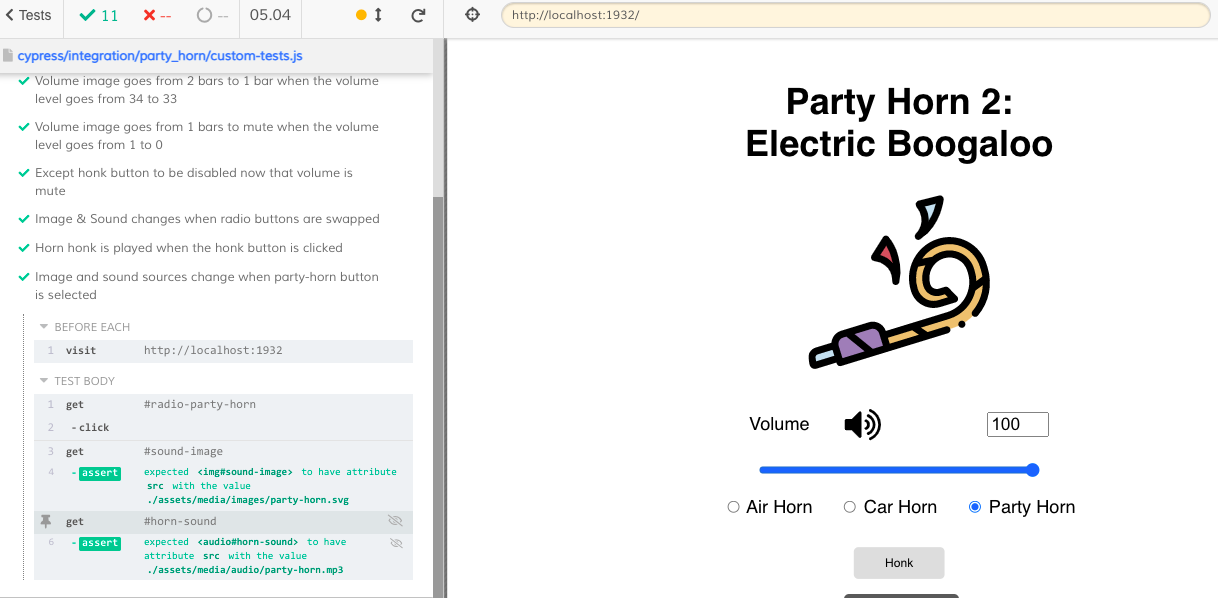 Tests
11
--
--
05.04
http://localhost:1932/
cypress/integration/party_horn/custom-tests.js
Volume image goes from 2 bars to 1 bar when the volume
level goes from 34 to 33
Volume image goes from 1 bars to mute when the volume
level goes from 1 to 0
Except honk button to be disabled now that volume is
mute
Image & Sound changes when radio buttons are swapped
Horn honk is played when the honk button is clicked
Image and sound sources change when party-horn button
is selected
BEFORE EACH
1 visit http://localhost:1932
TEST BODY
1 get #radio-party-horn
2 -click
3 get #sound-image
4 -assert expected <img#sound-image> to have attribute
src with the value
./assets/media/images/party-horn.svg
get #horn-sound
6 -assert expected <audio#horn-sound> to have
attribute src with the value
./assets/media/audio/party-horn.mp3
Party Horn 2:
Electric Boogaloo
Volume 100
Air Horn Car Horn Party Horn
Honk